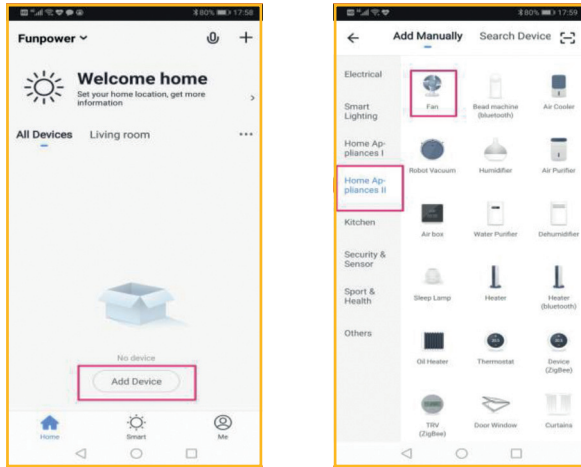 80% 17:58
Funpower
Welcome home
Set your home location, get more
information
All Devices Living room
No device
Add Device
Home Smart Me
80% 17:59
Add Manually Search Device
Electrical
Smart
Lighting
Home Ap-
pliances I
Home Ap-
pliances II
Kitchen
Security &
Sensor
Sport &
Health
Others
Fan
Bead machine
(bluetooth)
Air Cooler
Robot Vacuum
Humidifier
Air Purifier
Air box
Water Purifier
Dehumidifier
Sleep Lamp
Heater
Heater
(bluetooth)
Oil Heater
Thermostat
Device
(ZigBee)
TRV
(ZigBee)
Door Window
Curtains